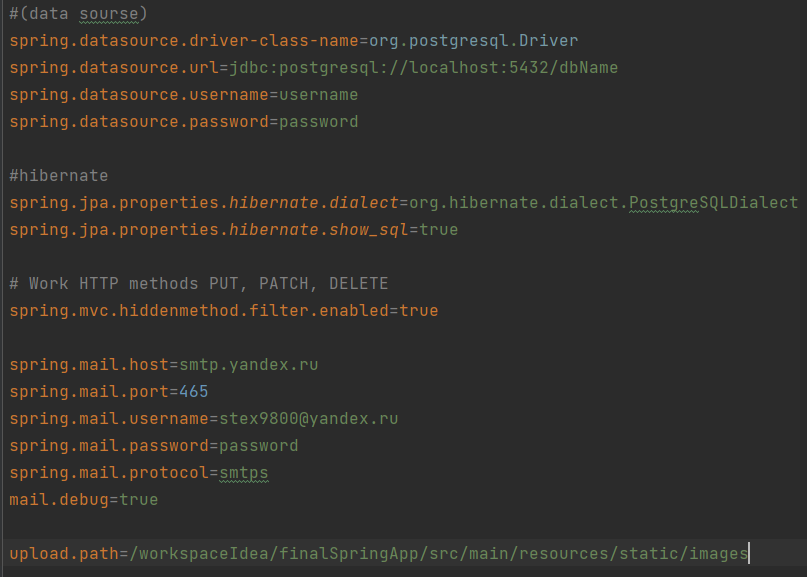 #(data sourse)
spring.datasource.driver-class-name=org.postgresql.Driver
spring.datasource.url=jdbc:postgresql://localhost:5432/dbName
spring.datasource.username=username
spring.datasource.password=password
#hibernate
spring.jpa.properties.hibernate.dialect=org.hibernate.dialect.PostgreSQLDialect
spring.jpa.properties.hibernate.show_sql=true
# Work HTTP methods PUT, PATCH, DELETE
spring.mvc.hiddenmethod.filter.enabled=true
spring.mail.host=smtp.yandex.ru
spring.mail.port=465
spring.mail.username=stex9800@yandex.ru
spring.mail.password=password
spring.mail.protocol=smtps
mail.debug=true
upload.path=/workspaceIdea/finalSpringApp/src/main/resources/static/images